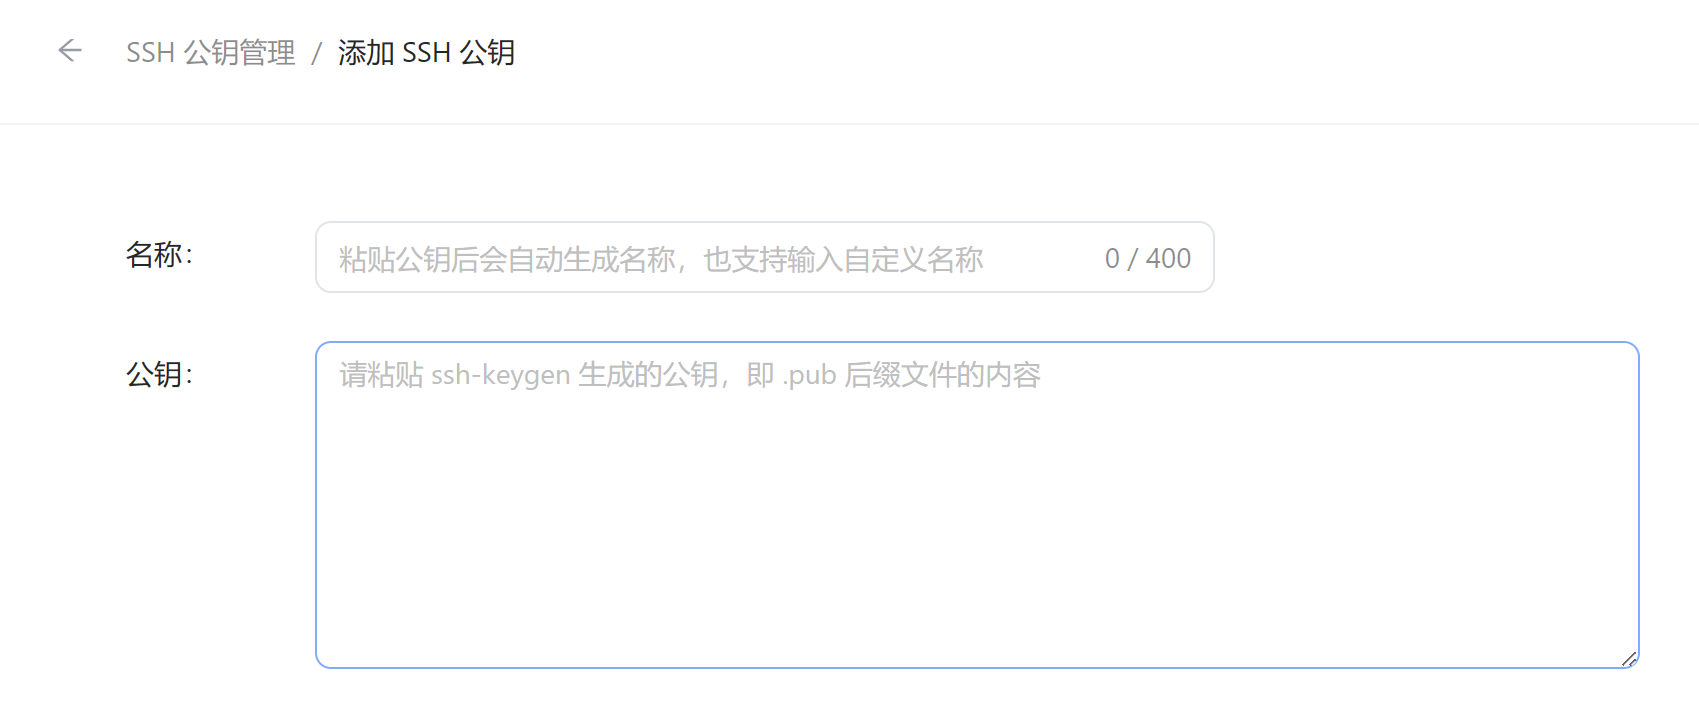 SSH 公钥管理 / 添加 SSH 公钥
名称：
粘贴公钥后会自动生成名称，也支持输入自定义名称 0 / 400
公钥：
请粘贴 ssh-keygen 生成的公钥，即 .pub 后缀文件的内容